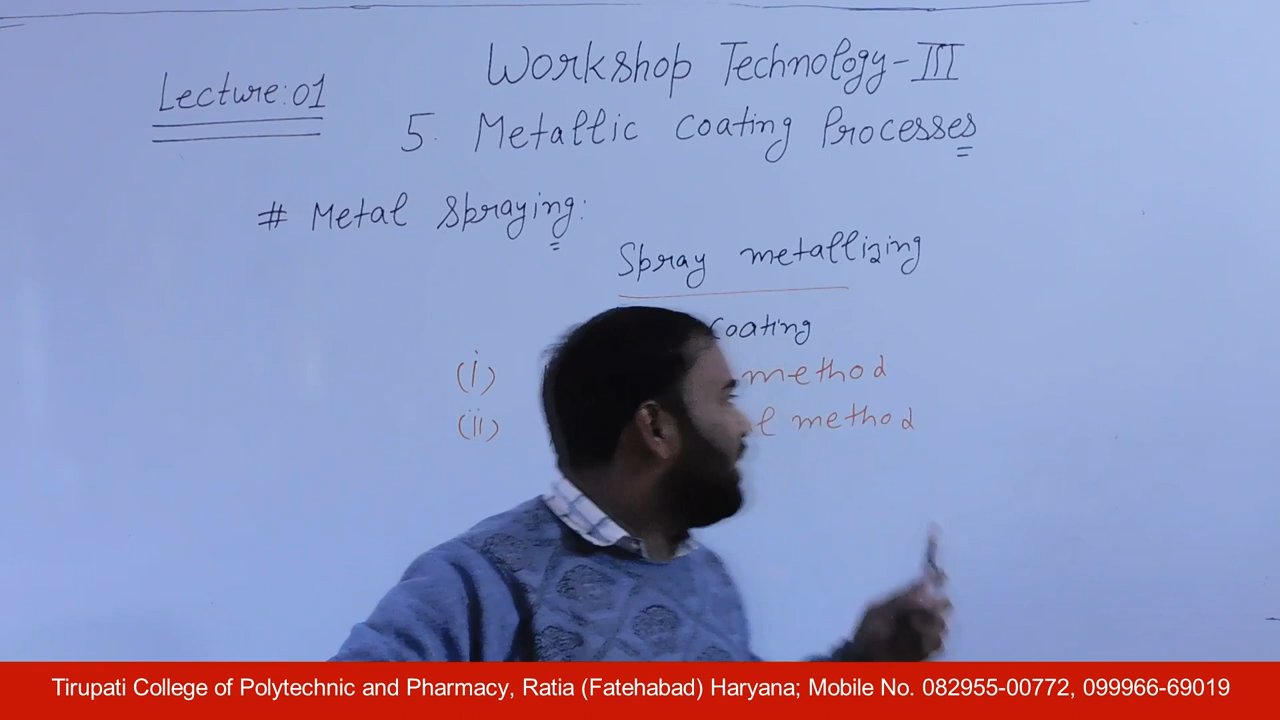 Workshop Technology-III
Lecture:01
5. Metallic Coating Processes
# Metal Spraying:
Spray metallizing
Coating
(i) method
(ii) method
Tirupati College of Polytechnic and Pharmacy, Ratia (Fatehabad) Haryana; Mobile No. 082955-00772, 099966-69019